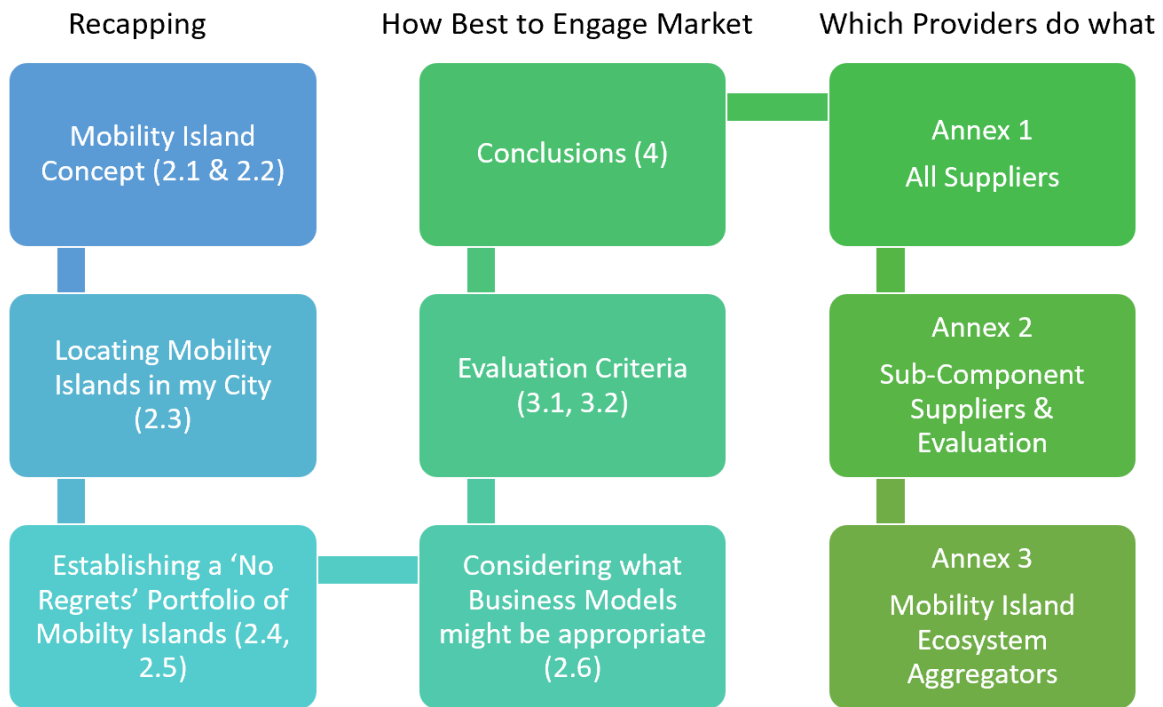 Recapping
How Best to Engage Market
Which Providers do what
Mobility Island
Concept (2.1 & 2.2)
Locating Mobility
Islands in my City
(2.3)
Establishing a ‘No
Regrets’ Portfolio of
Mobilty Islands (2.4,
2.5)
Considering what
Business Models
might be appropriate
(2.6)
Evaluation Criteria
(3.1, 3.2)
Conclusions (4)
Annex 1
All Suppliers
Annex 2
Sub-Component
Suppliers &
Evaluation
Annex 3
Mobility Island
Ecosystem
Aggregators